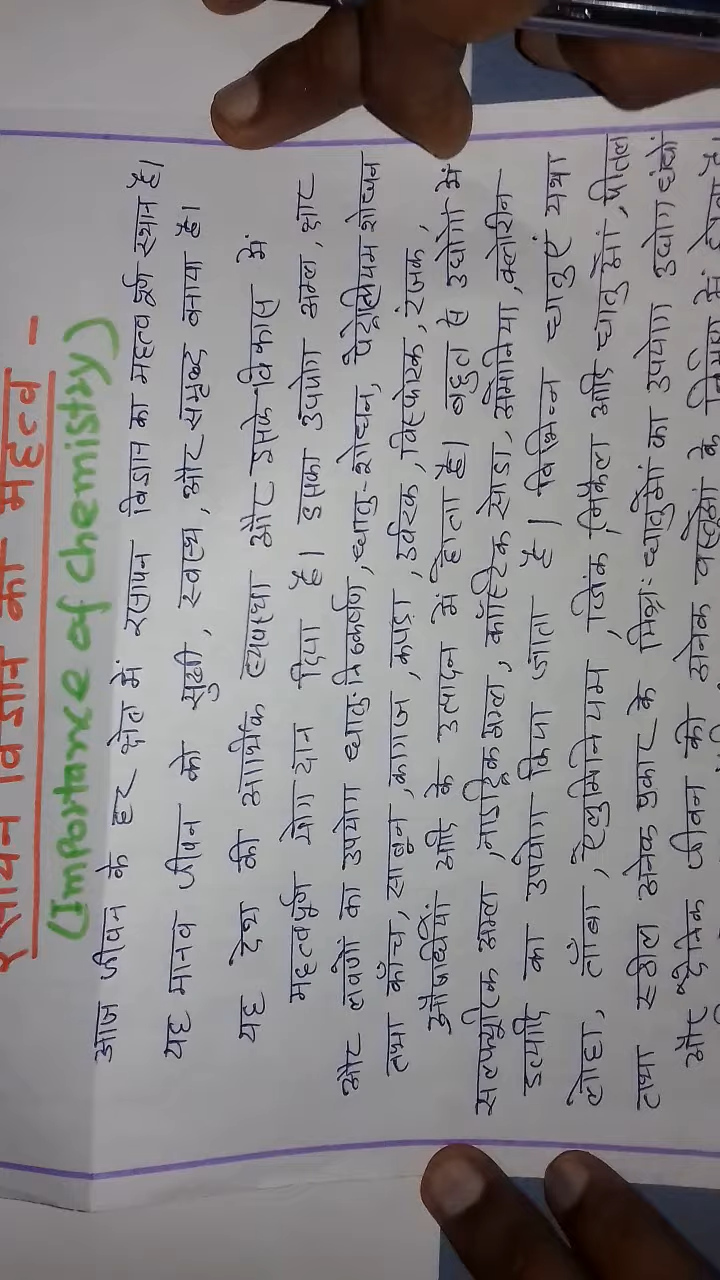 रसायन विज्ञान का महत्व -
(Importance of chemistry)
आज जीवन के हर क्षेत्र में रसायन विज्ञान का महत्वपूर्ण स्थान है।
यह मानव जीवन को सुखी, स्वस्थ, और समृध्द बनाया है।
यह देश की आर्थिक व्यवस्था और उसके विकास में
महत्वपूर्ण योगदान दिया है। इसका उपयोग अम्ल, क्षार
और लवणों का उपयोग धातु-निष्कर्षण, धातु-शोधन, पेट्रोलियम शोधन
तथा काँच, साबुन, कागज, कपड़ा, उर्वरक, विस्फोटक, रंजक,
औषधियों आदि के उत्पादन में होता है। बहुत से उद्योगो में
सल्फ्यूरिक अम्ल, नाइट्रिक अम्ल, कॉस्टिक सोडा, अमोनिया, क्लोरीन
इत्यादि का उपयोग किया जाता है। विभिन्न धातुएं यथा
लोहा, ताँबा, ऐलुमिनियम, जिंक, निकेल आदि धातुओं, पीतल
तथा स्टील अनेक प्रकार के मिश्र: धातुओं का उपयोग उद्योग धंधों
और दैनिक जीवन की अनेक वस्तुओं के निर्माण में होता है।